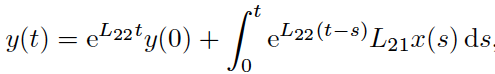 y(t) = e^{L_{22}t}y(0) + \int_0^t e^{L_{22}(t-s)}L_{21}x(s) ds.